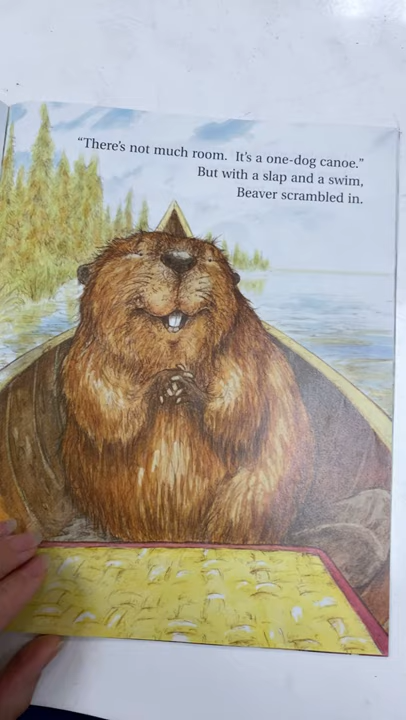 “There’s not much room.  It’s a one-dog canoe.”
But with a slap and a swim,
Beaver scrambled in.